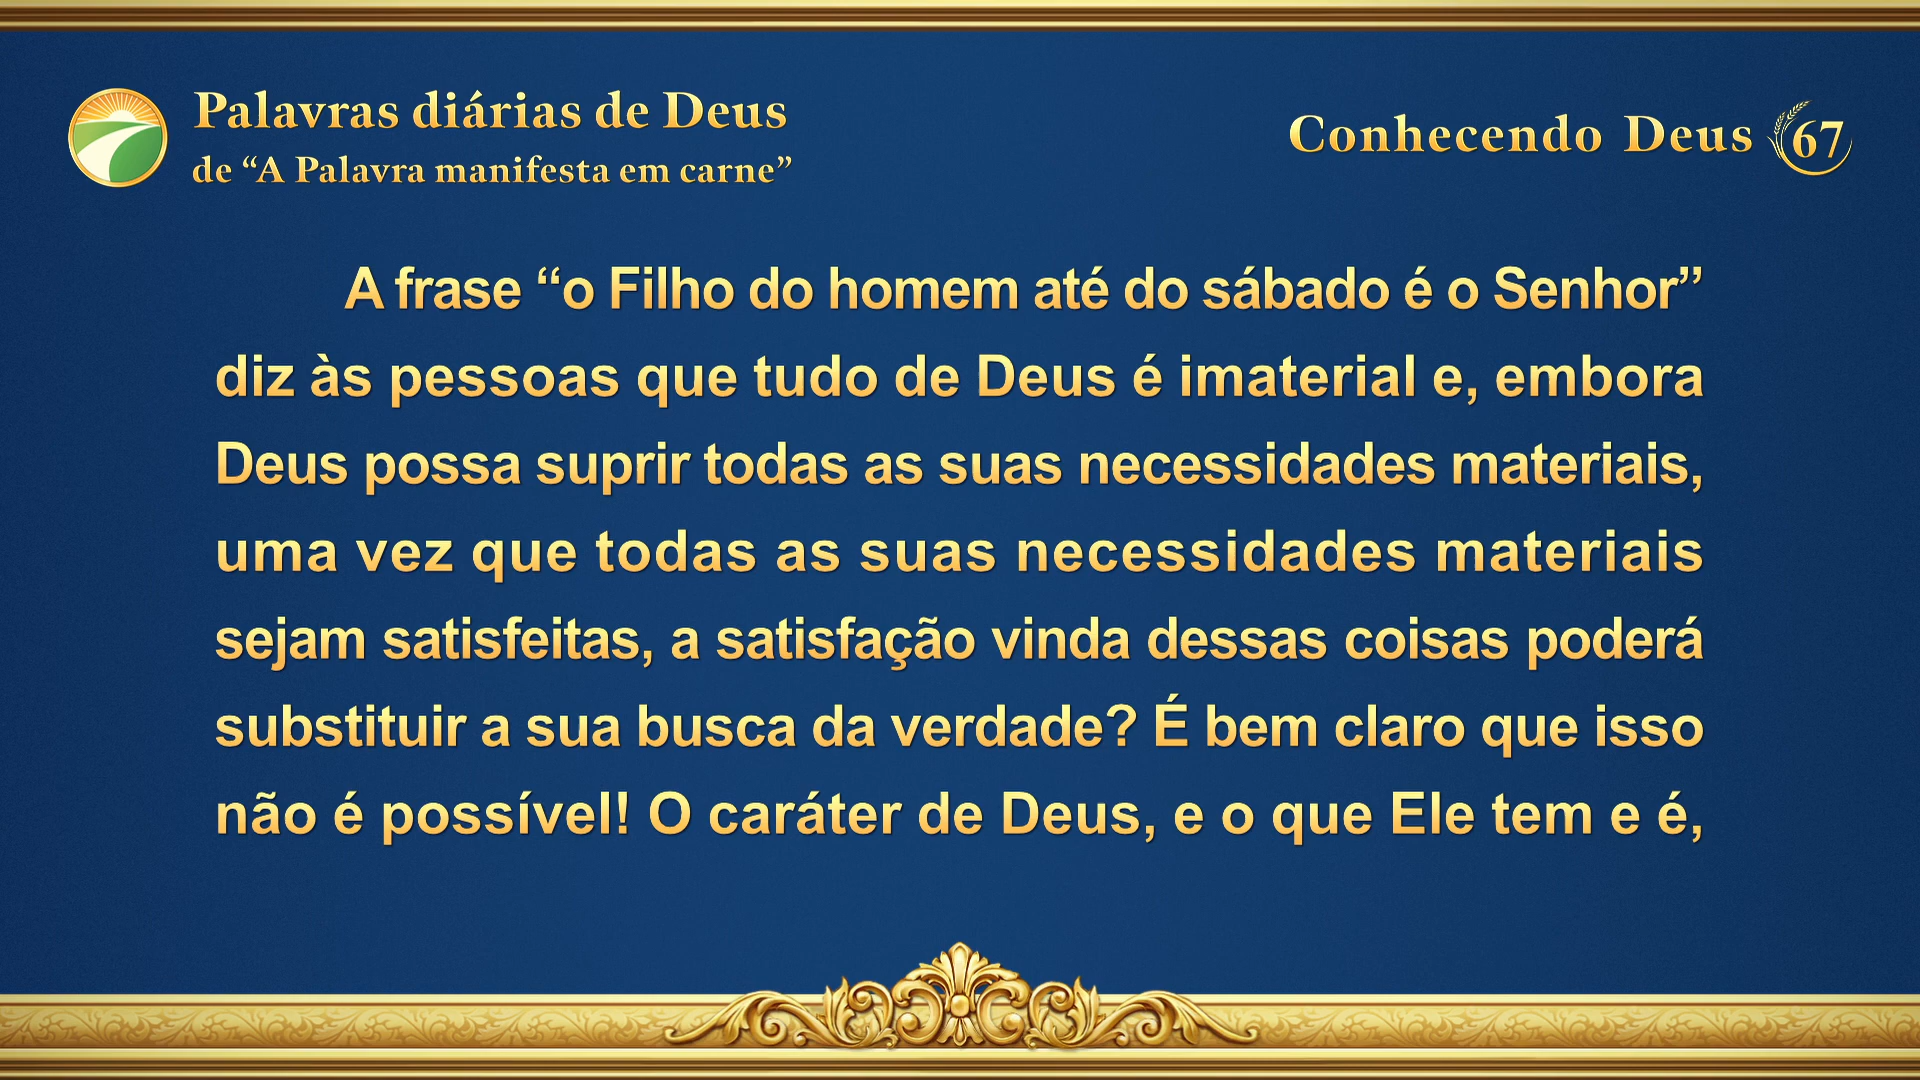 Palavras diárias de Deus
de “A Palavra manifesta em carne”
Conhecendo Deus 67
A frase “o Filho do homem até do sábado é o Senhor”
diz às pessoas que tudo de Deus é imaterial e, embora
Deus possa suprir todas as suas necessidades materiais,
uma vez que todas as suas necessidades materiais
sejam satisfeitas, a satisfação vinda dessas coisas poderá
substituir a sua busca da verdade? É bem claro que isso
não é possível! O caráter de Deus, e o que Ele tem e é,